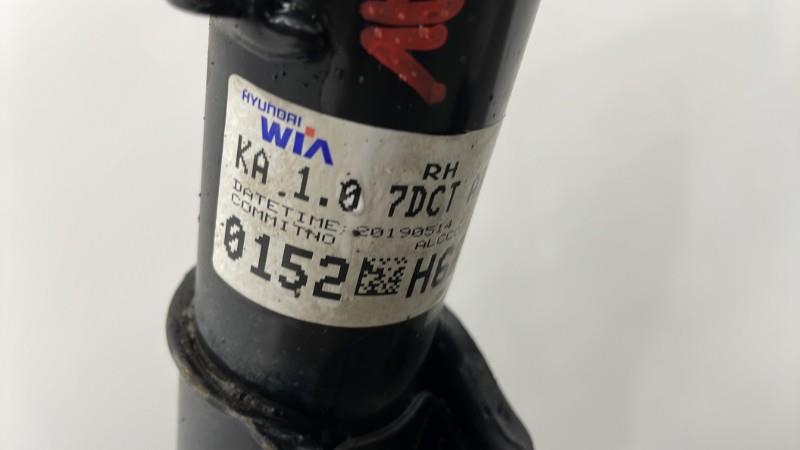 HYUNDAI
WIA
RH
KA 1.0 7DCT
DATETIME: 20190514
COMMITNO
0152